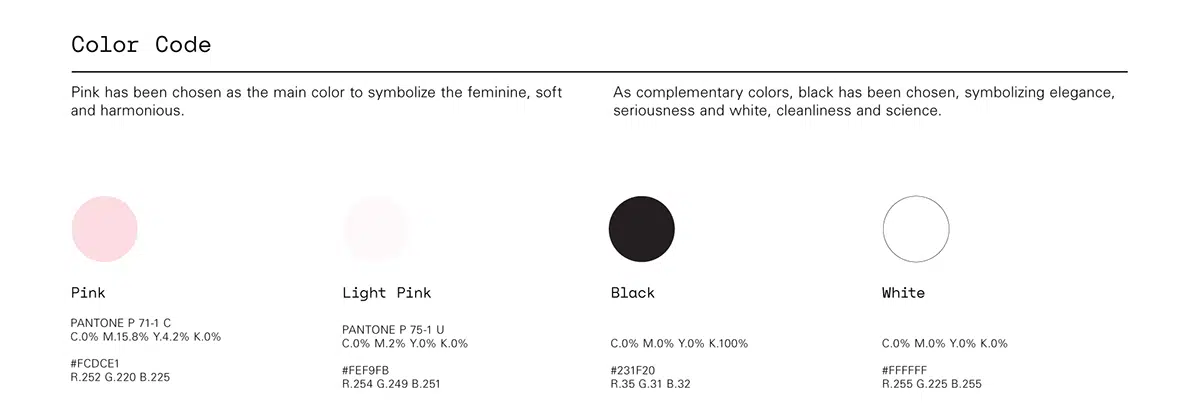 Color Code
Pink has been chosen as the main color to symbolize the feminine, soft
and harmonious.
As complementary colors, black has been chosen, symbolizing elegance,
seriousness and white, cleanliness and science.
Pink
PANTONE P 71-1 C
C.0% M.15.8% Y.4.2% K.0%
#FCDCE1
R.252 G.220 B.225
Light Pink
PANTONE P 75-1 U
C.0% M.2% Y.0% K.0%
#FEF9FB
R.254 G.249 B.251
Black
C.0% M.0% Y.0% K.100%
#231F20
R.35 G.31 B.32
White
C.0% M.0% Y.0% K.0%
#FFFFFF
R.255 G.225 B.255